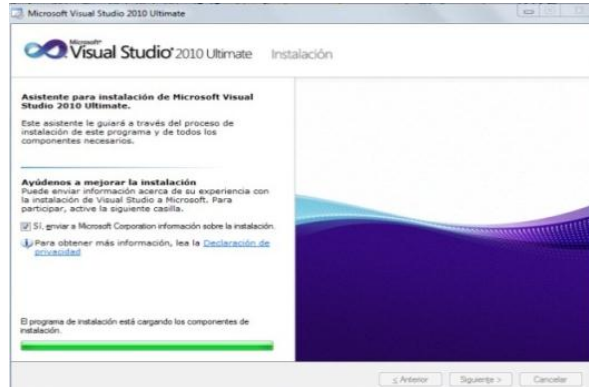 Microsoft Visual Studio 2010 Ultimate
Microsoft®
Visual Studio® 2010 Ultimate Instalación
Asistente para instalación de Microsoft Visual
Studio 2010 Ultimate.
Este asistente le guiará a través del proceso de
instalación de este programa y de todos los
componentes necesarios.
Ayúdenos a mejorar la instalación
Puede enviar información acerca de su experiencia con
la instalación de Visual Studio a Microsoft. Para
participar, active la siguiente casilla.
Sí, enviar a Microsoft Corporation información sobre la instalación.
Para obtener más información, lea la Declaración de
privacidad
El programa de instalación está cargando los componentes de
instalación.
< Anterior Siguiente > Cancelar